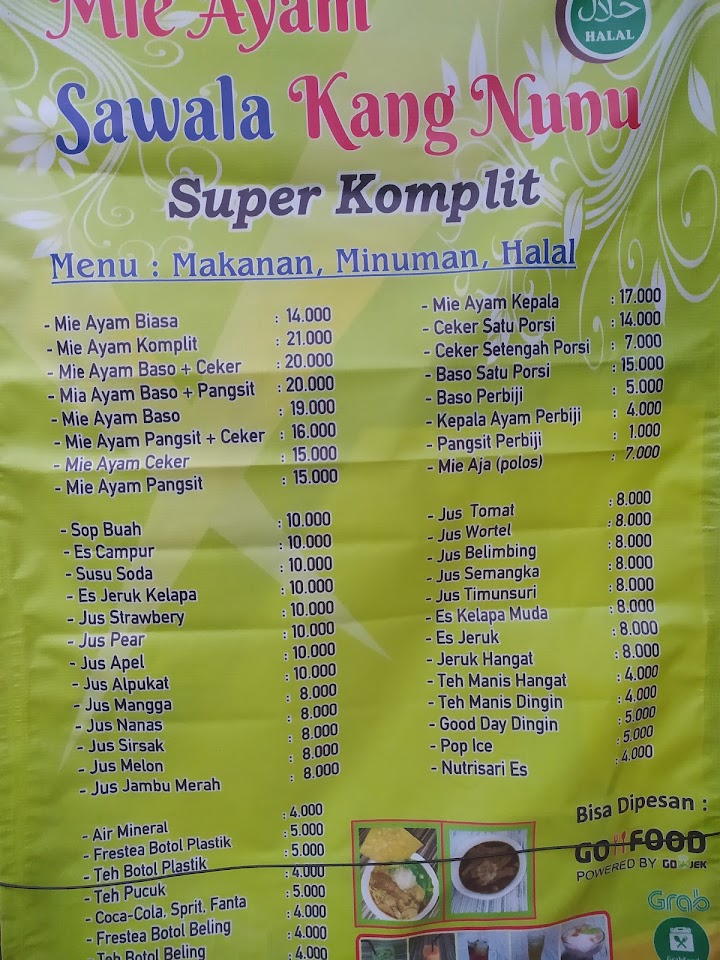 Mie Ayam
حلال
HALAL
Sawala Kang Nunu
Super Komplit
Menu : Makanan, Minuman, Halal
- Mie Ayam Biasa : 14.000
- Mie Ayam Komplit : 21.000
- Mie Ayam Baso + Ceker : 20.000
- Mia Ayam Baso + Pangsit : 20.000
- Mie Ayam Baso : 19.000
- Mie Ayam Pangsit + Ceker : 16.000
- Mie Ayam Ceker : 15.000
- Mie Ayam Pangsit : 15.000
- Mie Ayam Kepala : 17.000
- Ceker Satu Porsi : 14.000
- Ceker Setengah Porsi : 7.000
- Baso Satu Porsi : 15.000
- Baso Perbiji : 5.000
- Kepala Ayam Perbiji : 4.000
- Pangsit Perbiji : 1.000
- Mie Aja (polos) : 7.000
- Sop Buah : 10.000
- Es Campur : 10.000
- Susu Soda : 10.000
- Es Jeruk Kelapa : 10.000
- Jus Strawbery : 10.000
- Jus Pear : 10.000
- Jus Apel : 10.000
- Jus Alpukat : 10.000
- Jus Mangga : 8.000
- Jus Nanas : 8.000
- Jus Sirsak : 8.000
- Jus Melon : 8.000
- Jus Jambu Merah : 8.000
- Jus Tomat : 8.000
- Jus Wortel : 8.000
- Jus Belimbing : 8.000
- Jus Semangka : 8.000
- Jus Timunsuri : 8.000
- Es Kelapa Muda : 8.000
- Es Jeruk : 8.000
- Jeruk Hangat : 8.000
- Teh Manis Hangat : 4.000
- Teh Manis Dingin : 4.000
- Good Day Dingin : 5.000
- Pop Ice : 5.000
- Nutrisari Es : 4.000
- Air Mineral : 4.000
- Frestea Botol Plastik : 5.000
- Teh Botol Plastik : 5.000
- Teh Pucuk : 4.000
- Coca-Cola, Sprit, Fanta : 5.000
- Frestea Botol Beling : 4.000
- Teh Botol Beling : 4.000
: 4.000
Bisa Dipesan :
GO FOOD
POWERED BY GO JEK
Grab
GrabFood